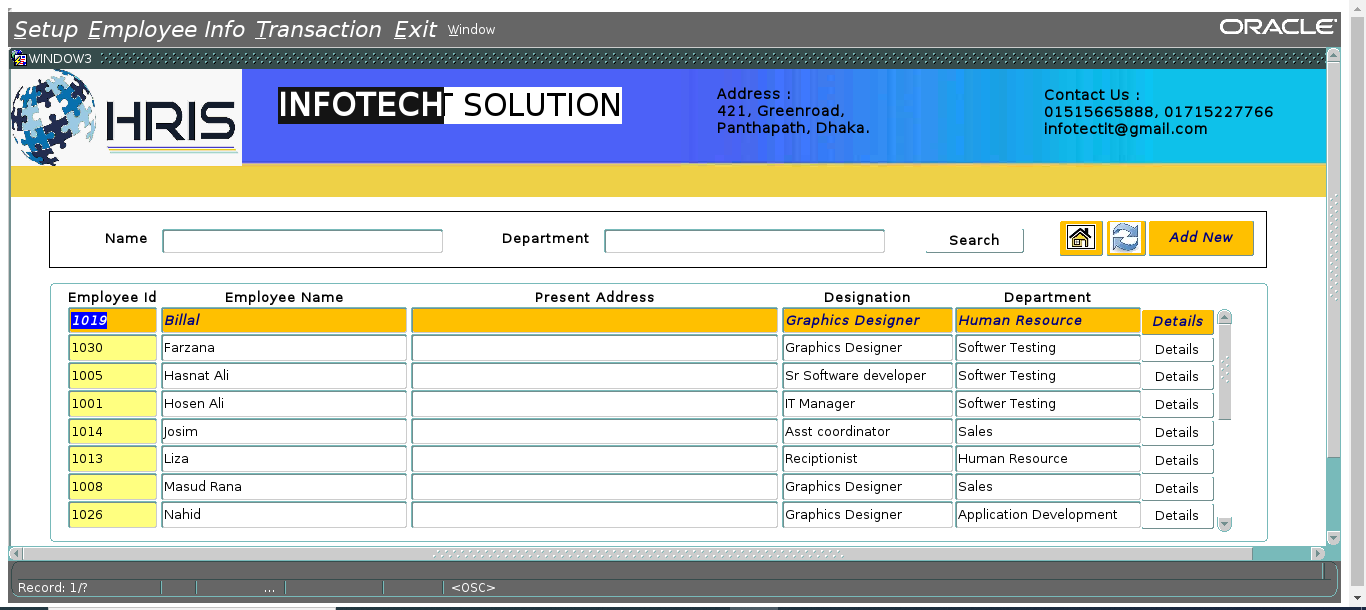 Setup Employee Info Transaction Exit Window ORACLE
WINDOW3
HRIS
INFOTECH SOLUTION
Address :
421, Greenroad,
Panthapath, Dhaka.
Contact Us :
01515665888, 01715227766
infotectit@gmail.com
Name Department Search Add New
Employee Id Employee Name Present Address Designation Department
1019 Billal Graphics Designer Human Resource Details
1030 Farzana Graphics Designer Softwer Testing Details
1005 Hasnat Ali Sr Software developer Softwer Testing Details
1001 Hosen Ali IT Manager Softwer Testing Details
1014 Josim Asst coordinator Sales Details
1013 Liza Reciptionist Human Resource Details
1008 Masud Rana Graphics Designer Sales Details
1026 Nahid Graphics Designer Application Development Details
Record: 1/? ... <OSC>